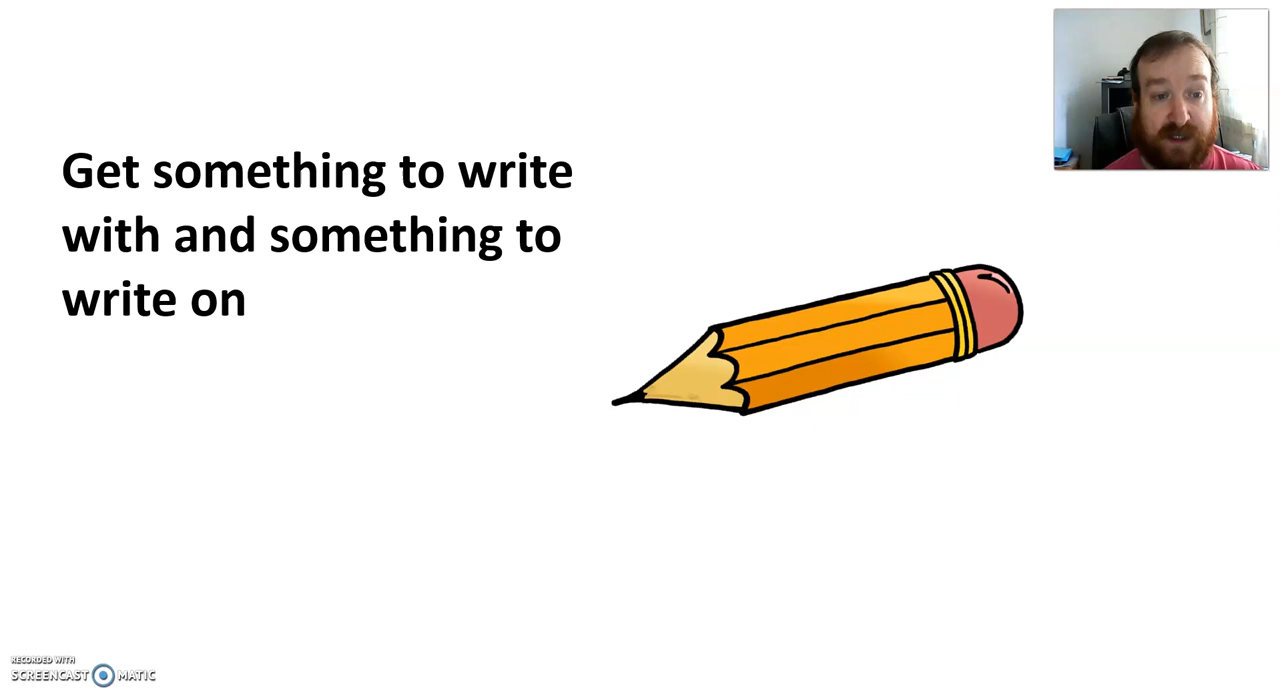 Get something to write
with and something to
write on
RECORDED WITH
SCREENCAST MATIC